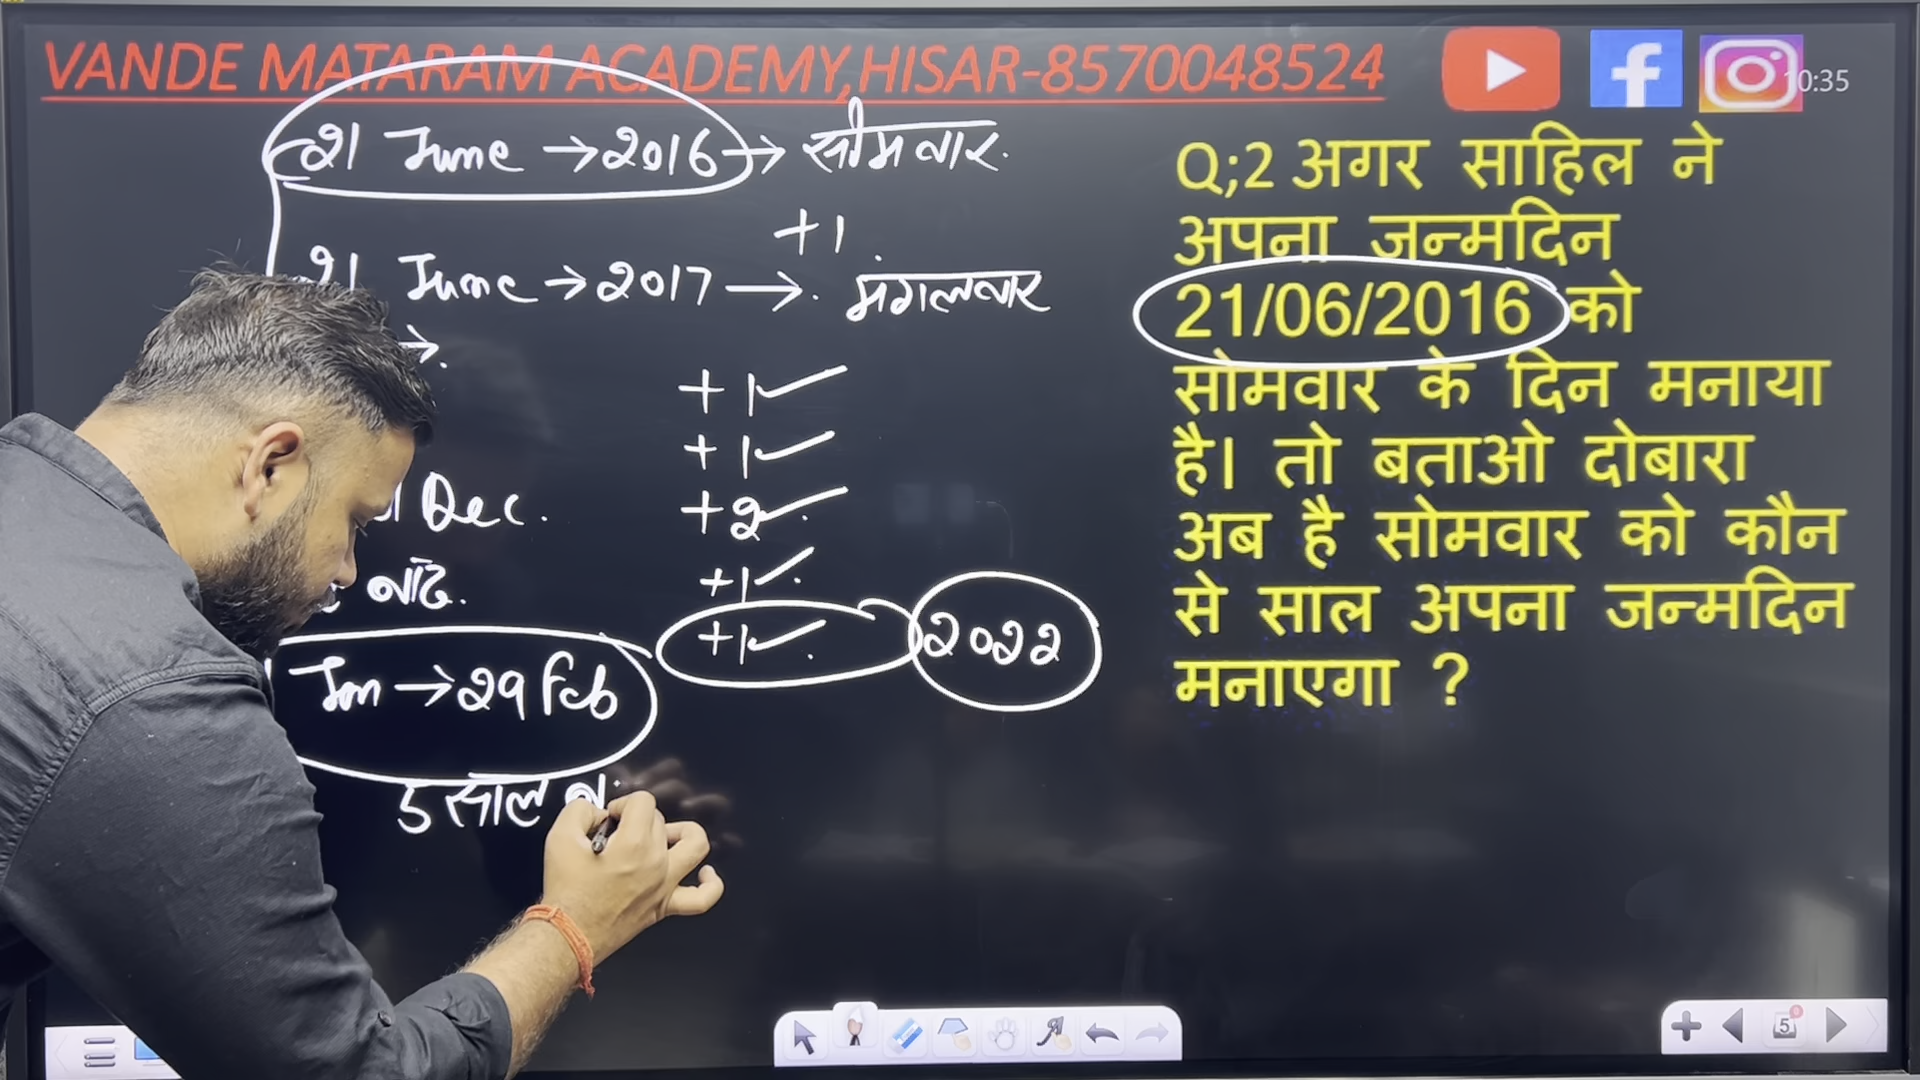 VANDE MATARAM ACADEMY,HISAR-8570048524
10:35
21 June → 2016 → सोमवार.
+1
21 June → 2017 → मंगलवार
→
+1
+1
Dec. +2
बाद. +1
+1 2022
Jan → 29 Feb
5 साल
Q;2 अगर साहिल ने
अपना जन्मदिन
21/06/2016 को
सोमवार के दिन मनाया
है। तो बताओ दोबारा
अब है सोमवार को कौन
से साल अपना जन्मदिन
मनाएगा ?
5